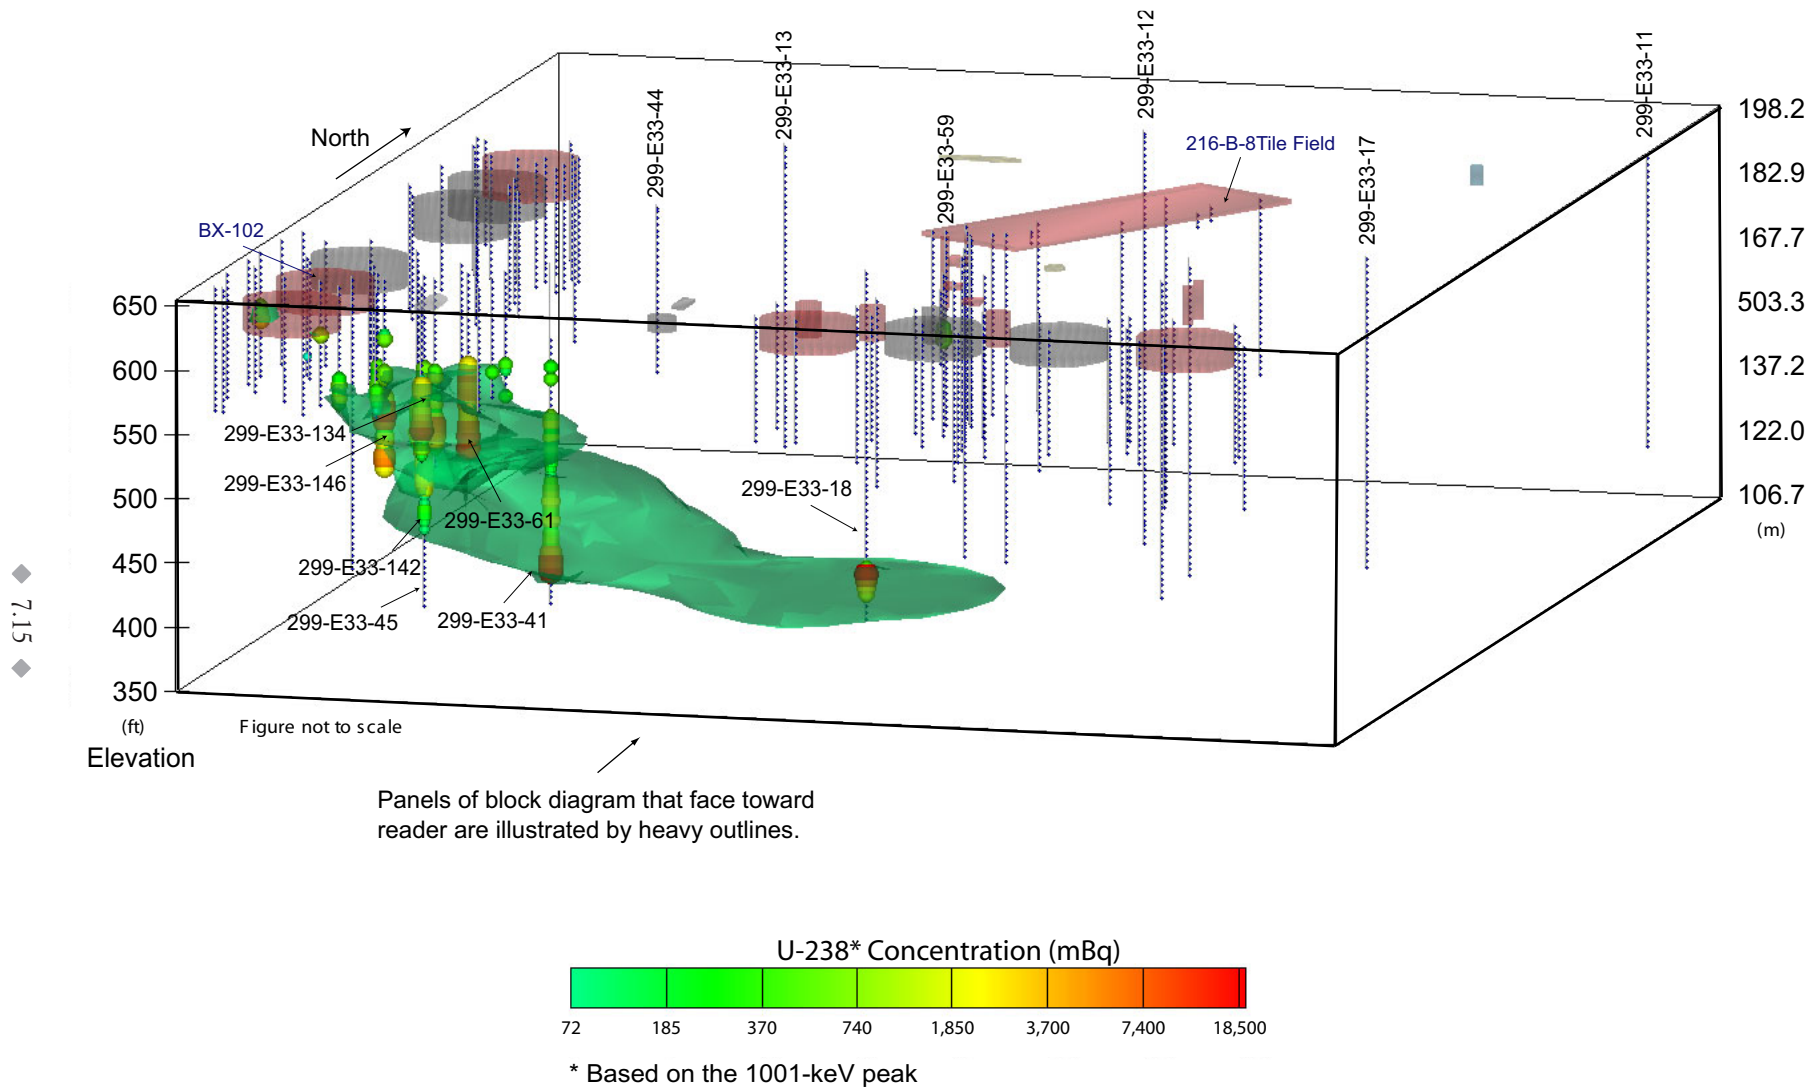 299-E33-12
299-E33-13
299-E33-11
299-E33-44
299-E33-59
299-E33-17
North
216-B-8Tile Field
BX-102
198.2
182.9
167.7
503.3
137.2
122.0
106.7
(m)
650
600
550
500
450
400
350
(ft)
Elevation
299-E33-134
299-E33-146
299-E33-61
299-E33-18
299-E33-142
299-E33-45
299-E33-41
Figure not to scale
Panels of block diagram that face toward
reader are illustrated by heavy outlines.
◆ 7.15 ◆
U-238* Concentration (mBq)
72 185 370 740 1,850 3,700 7,400 18,500
* Based on the 1001-keV peak